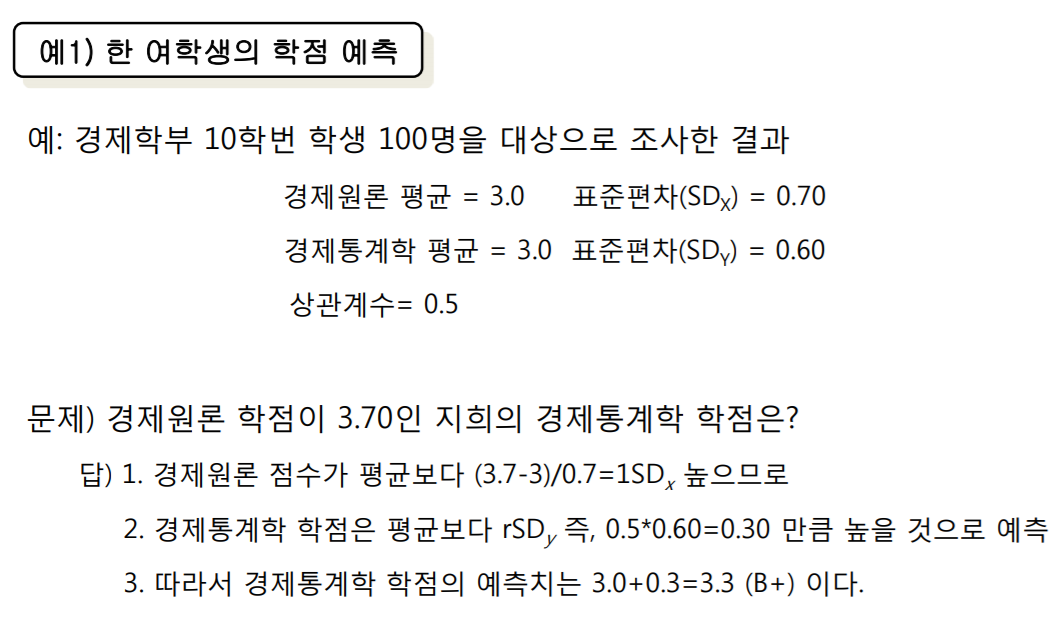 예1) 한 여학생의 학점 예측
예: 경제학부 10학번 학생 100명을 대상으로 조사한 결과
경제원론 평균 = 3.0 표준편차(SDX) = 0.70
경제통계학 평균 = 3.0 표준편차(SDY) = 0.60
상관계수= 0.5
문제) 경제원론 학점이 3.70인 지희의 경제통계학 학점은?
답) 1. 경제원론 점수가 평균보다 (3.7-3)/0.7=1SDx 높으므로
2. 경제통계학 학점은 평균보다 rSDy 즉, 0.5*0.60=0.30 만큼 높을 것으로 예측
3. 따라서 경제통계학 학점의 예측치는 3.0+0.3=3.3 (B+) 이다.